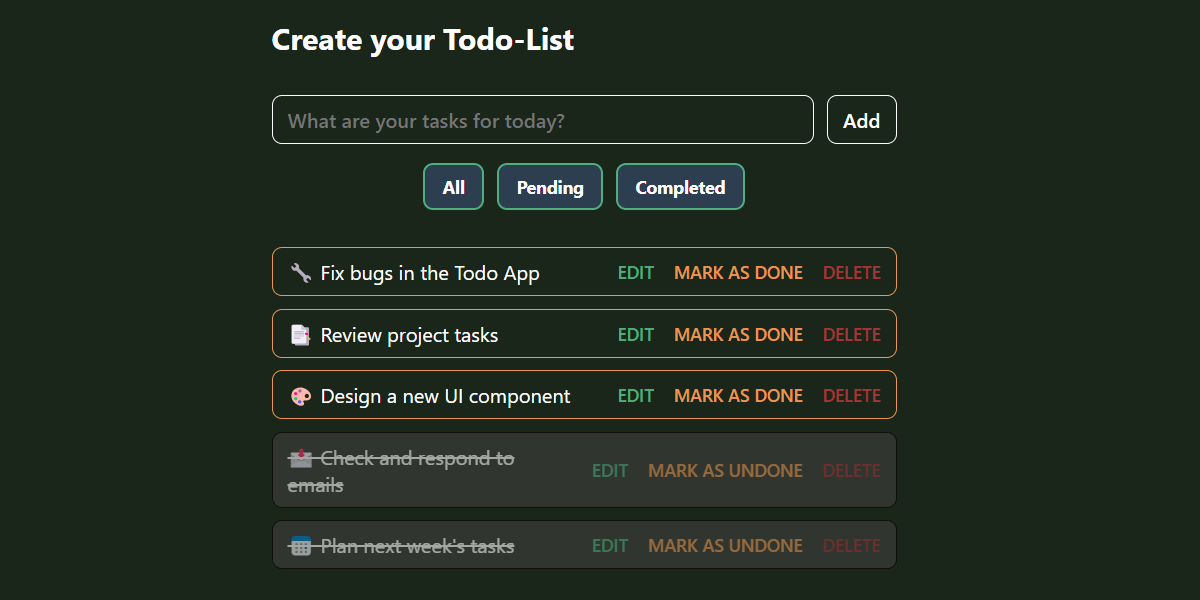 Create your Todo-List
What are your tasks for today? Add
All Pending Completed
🔧 Fix bugs in the Todo App EDIT MARK AS DONE DELETE
📑 Review project tasks EDIT MARK AS DONE DELETE
🎨 Design a new UI component EDIT MARK AS DONE DELETE
📩 Check and respond to
emails EDIT MARK AS UNDONE DELETE
📅 Plan next week's tasks EDIT MARK AS UNDONE DELETE